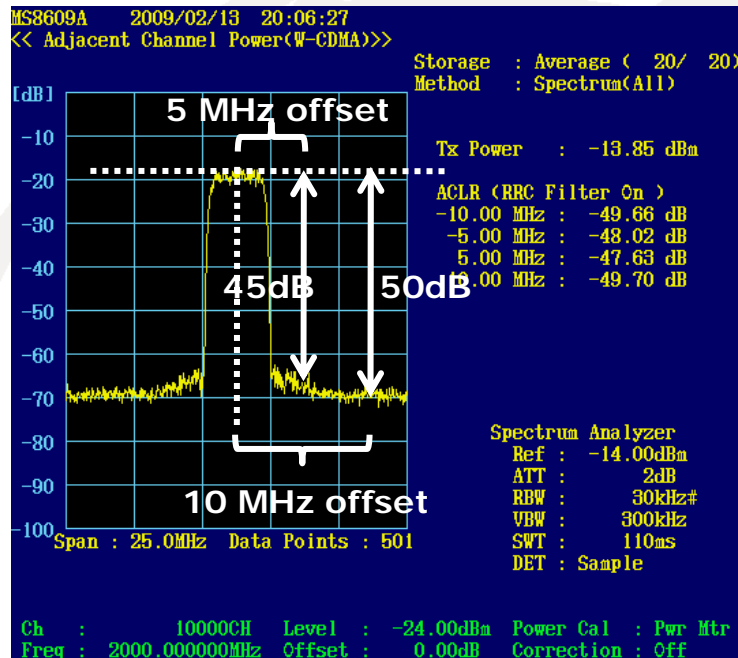 MS8609A 2009/02/13 20:06:27
<< Adjacent Channel Power(W-CDMA)>>
Storage : Average ( 20/ 20)
Method : Spectrum(All)
[dB]
5 MHz offset
-10
-20
-30
-40
-50
-60
-70
-80
-90
-100
Tx Power : -13.85 dBm
ACLR (RRC Filter On )
-10.00 MHz : -49.66 dB
-5.00 MHz : -48.02 dB
5.00 MHz : -47.63 dB
10.00 MHz : -49.70 dB
45dB
50dB
10 MHz offset
Span : 25.0MHz Data Points : 501
Spectrum Analyzer
Ref : -14.00dBm
ATT : 2dB
RBW : 30kHz#
VBW : 300kHz
SWT : 110ms
DET : Sample
Ch : 10000CH Level : -24.00dBm Power Cal : Pwr Mtr
Freq : 2000.000000MHz Offset : 0.00dB Correction : Off